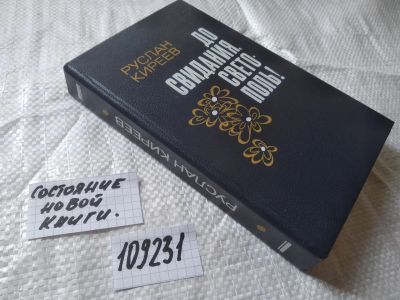 РУСЛАН
КИРЕЕВ
ДО
СВИДАНИЯ,
СВЕТО-
ПОЛЬ!
РУСЛАН КИРЕЕВ
СОСТОЯНИЕ
НОВОЙ
КНИГИ.
109231